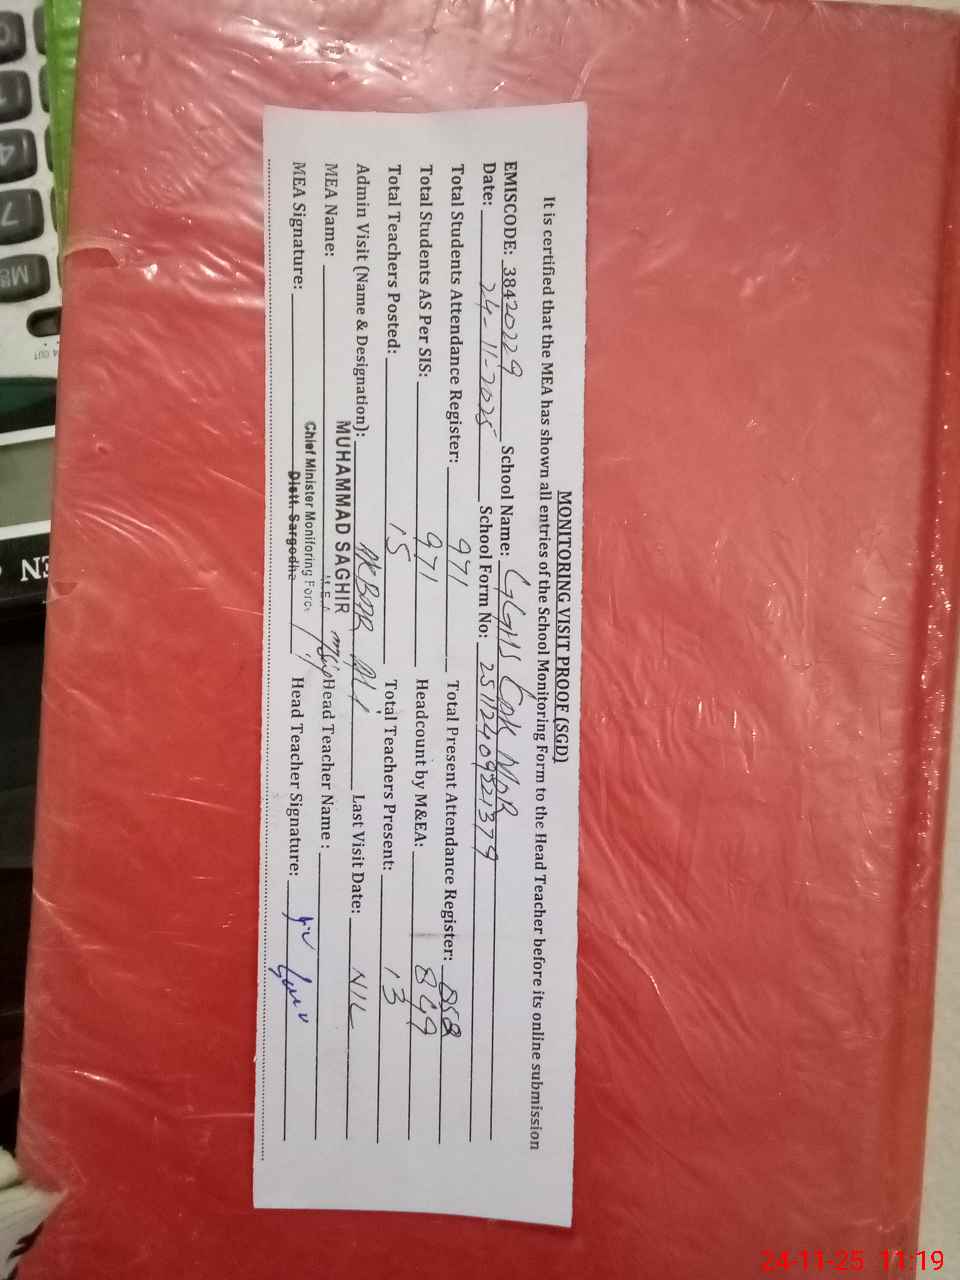 MONITORING VISIT PROOF (SGD)
It is certified that the MEA has shown all entries of the School Monitoring Form to the Head Teacher before its online submission
EMISCODE: 38420229 School Name: GGHS
Date: 24-11-2025 School Form No: 25112409521379
Total Students Attendance Register: 971 Total Present Attendance Register: 858
Total Students AS Per SIS: 971 Headcount by M&EA: 849
Total Teachers Posted: 15 Total Teachers Present: 13
Admin Visit (Name & Designation): AKBAR ALI Last Visit Date: NIL
MEA Name: MUHAMMAD SAGHIR Head Teacher Name:
M.E.A
Chief Minister Monitoring Force
MEA Signature: Distt. Sargodha Head Teacher Signature:
4
7
24-11-25 11:19